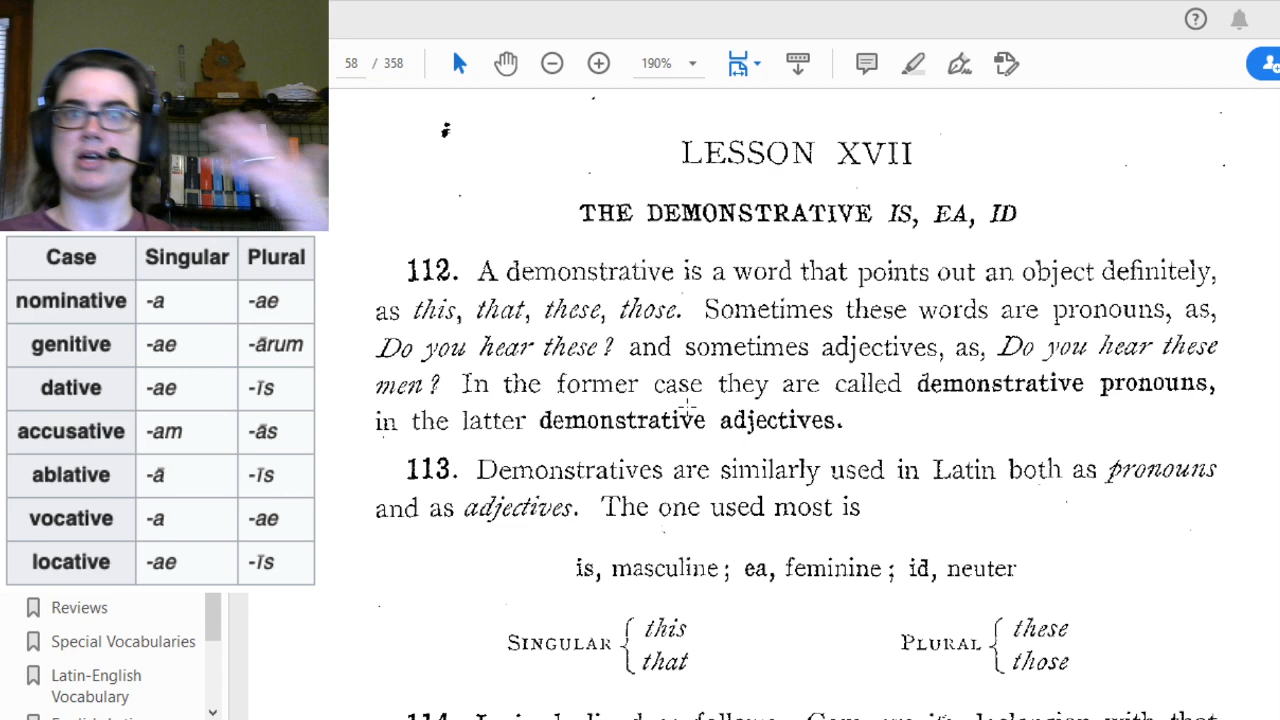 58 / 358
190%
Case Singular Plural
nominative -a -ae
genitive -ae -ārum
dative -ae -īs
accusative -am -ās
ablative -ā -īs
vocative -a -ae
locative -ae -īs
Reviews
Special Vocabularies
Latin-English
Vocabulary
LESSON XVII
THE DEMONSTRATIVE IS, EA, ID
112. A demonstrative is a word that points out an object definitely,
as this, that, these, those. Sometimes these words are pronouns, as,
Do you hear these? and sometimes adjectives, as, Do you hear these
men? In the former case they are called demonstrative pronouns,
in the latter demonstrative adjectives.
113. Demonstratives are similarly used in Latin both as pronouns
and as adjectives. The one used most is
is, masculine; ea, feminine; id, neuter
SINGULAR { this
that
PLURAL { these
those